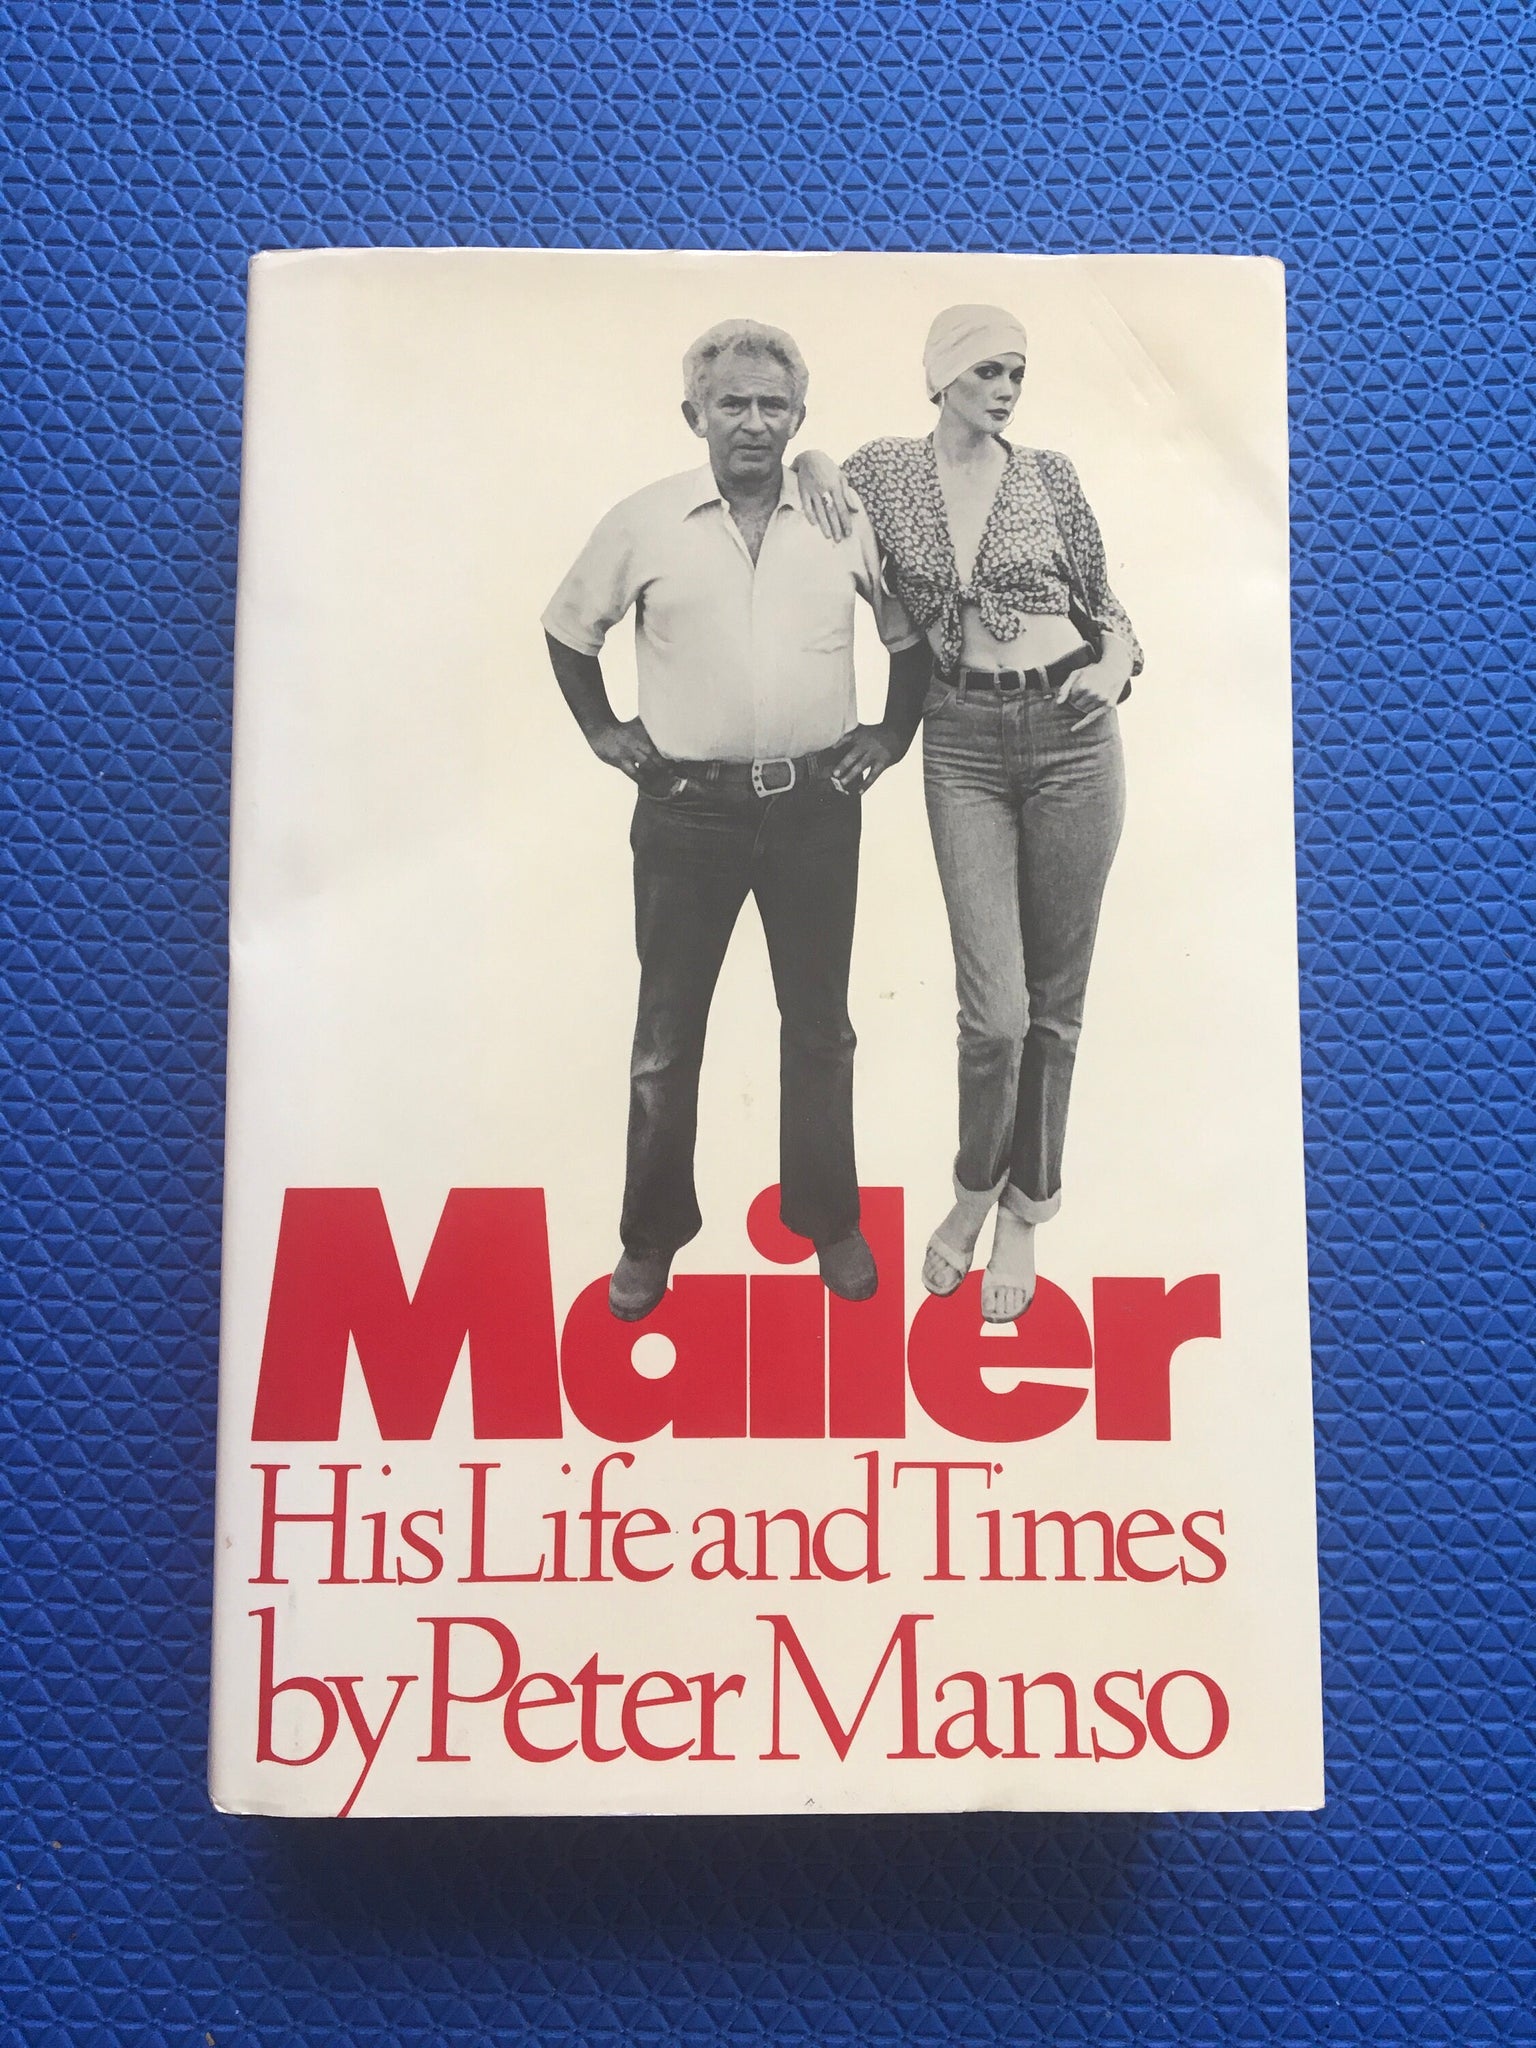 Mailer
His Life and Times
by Peter Manso